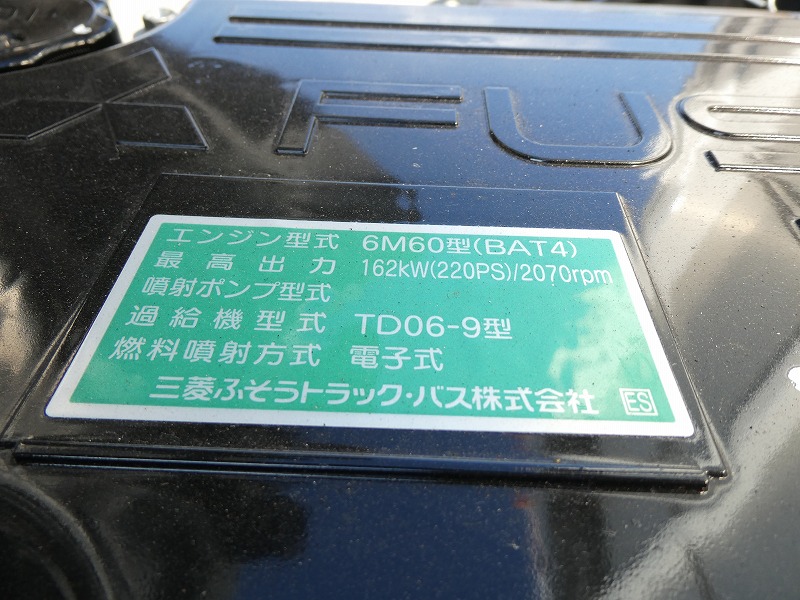 FUS
エンジン型式 6M60型(BAT4)
最高出力 162kW(220PS)/2070rpm
噴射ポンプ型式
過給機型式 TD06-9型
燃料噴射方式 電子式
三菱ふそうトラック・バス株式会社 ES